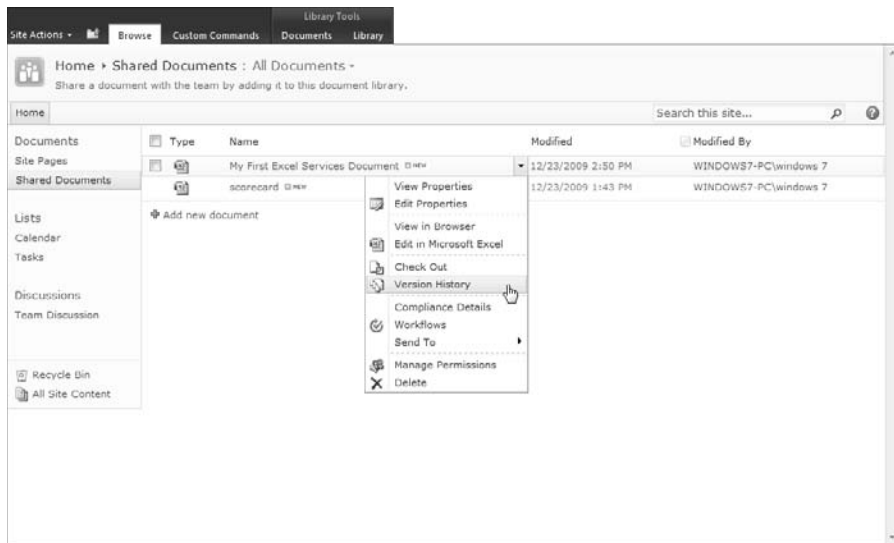 Library Tools
Site Actions Browse Custom Commands Documents Library
Home Shared Documents : All Documents
Share a document with the team by adding it to this document library.
Home Search this site...
Documents Type Name Modified Modified By
Site Pages My First Excel Services Document NEW 12/23/2009 2:50 PM WINDOWS7-PC\windows 7
Shared Documents scorecard NEW 12/23/2009 1:43 PM WINDOWS7-PC\windows 7
Add new document
Lists
Calendar
Tasks
Discussions
Team Discussion
Recycle Bin
All Site Content
View Properties
Edit Properties
View in Browser
Edit in Microsoft Excel
Check Out
Version History
Compliance Details
Workflows
Send To
Manage Permissions
Delete